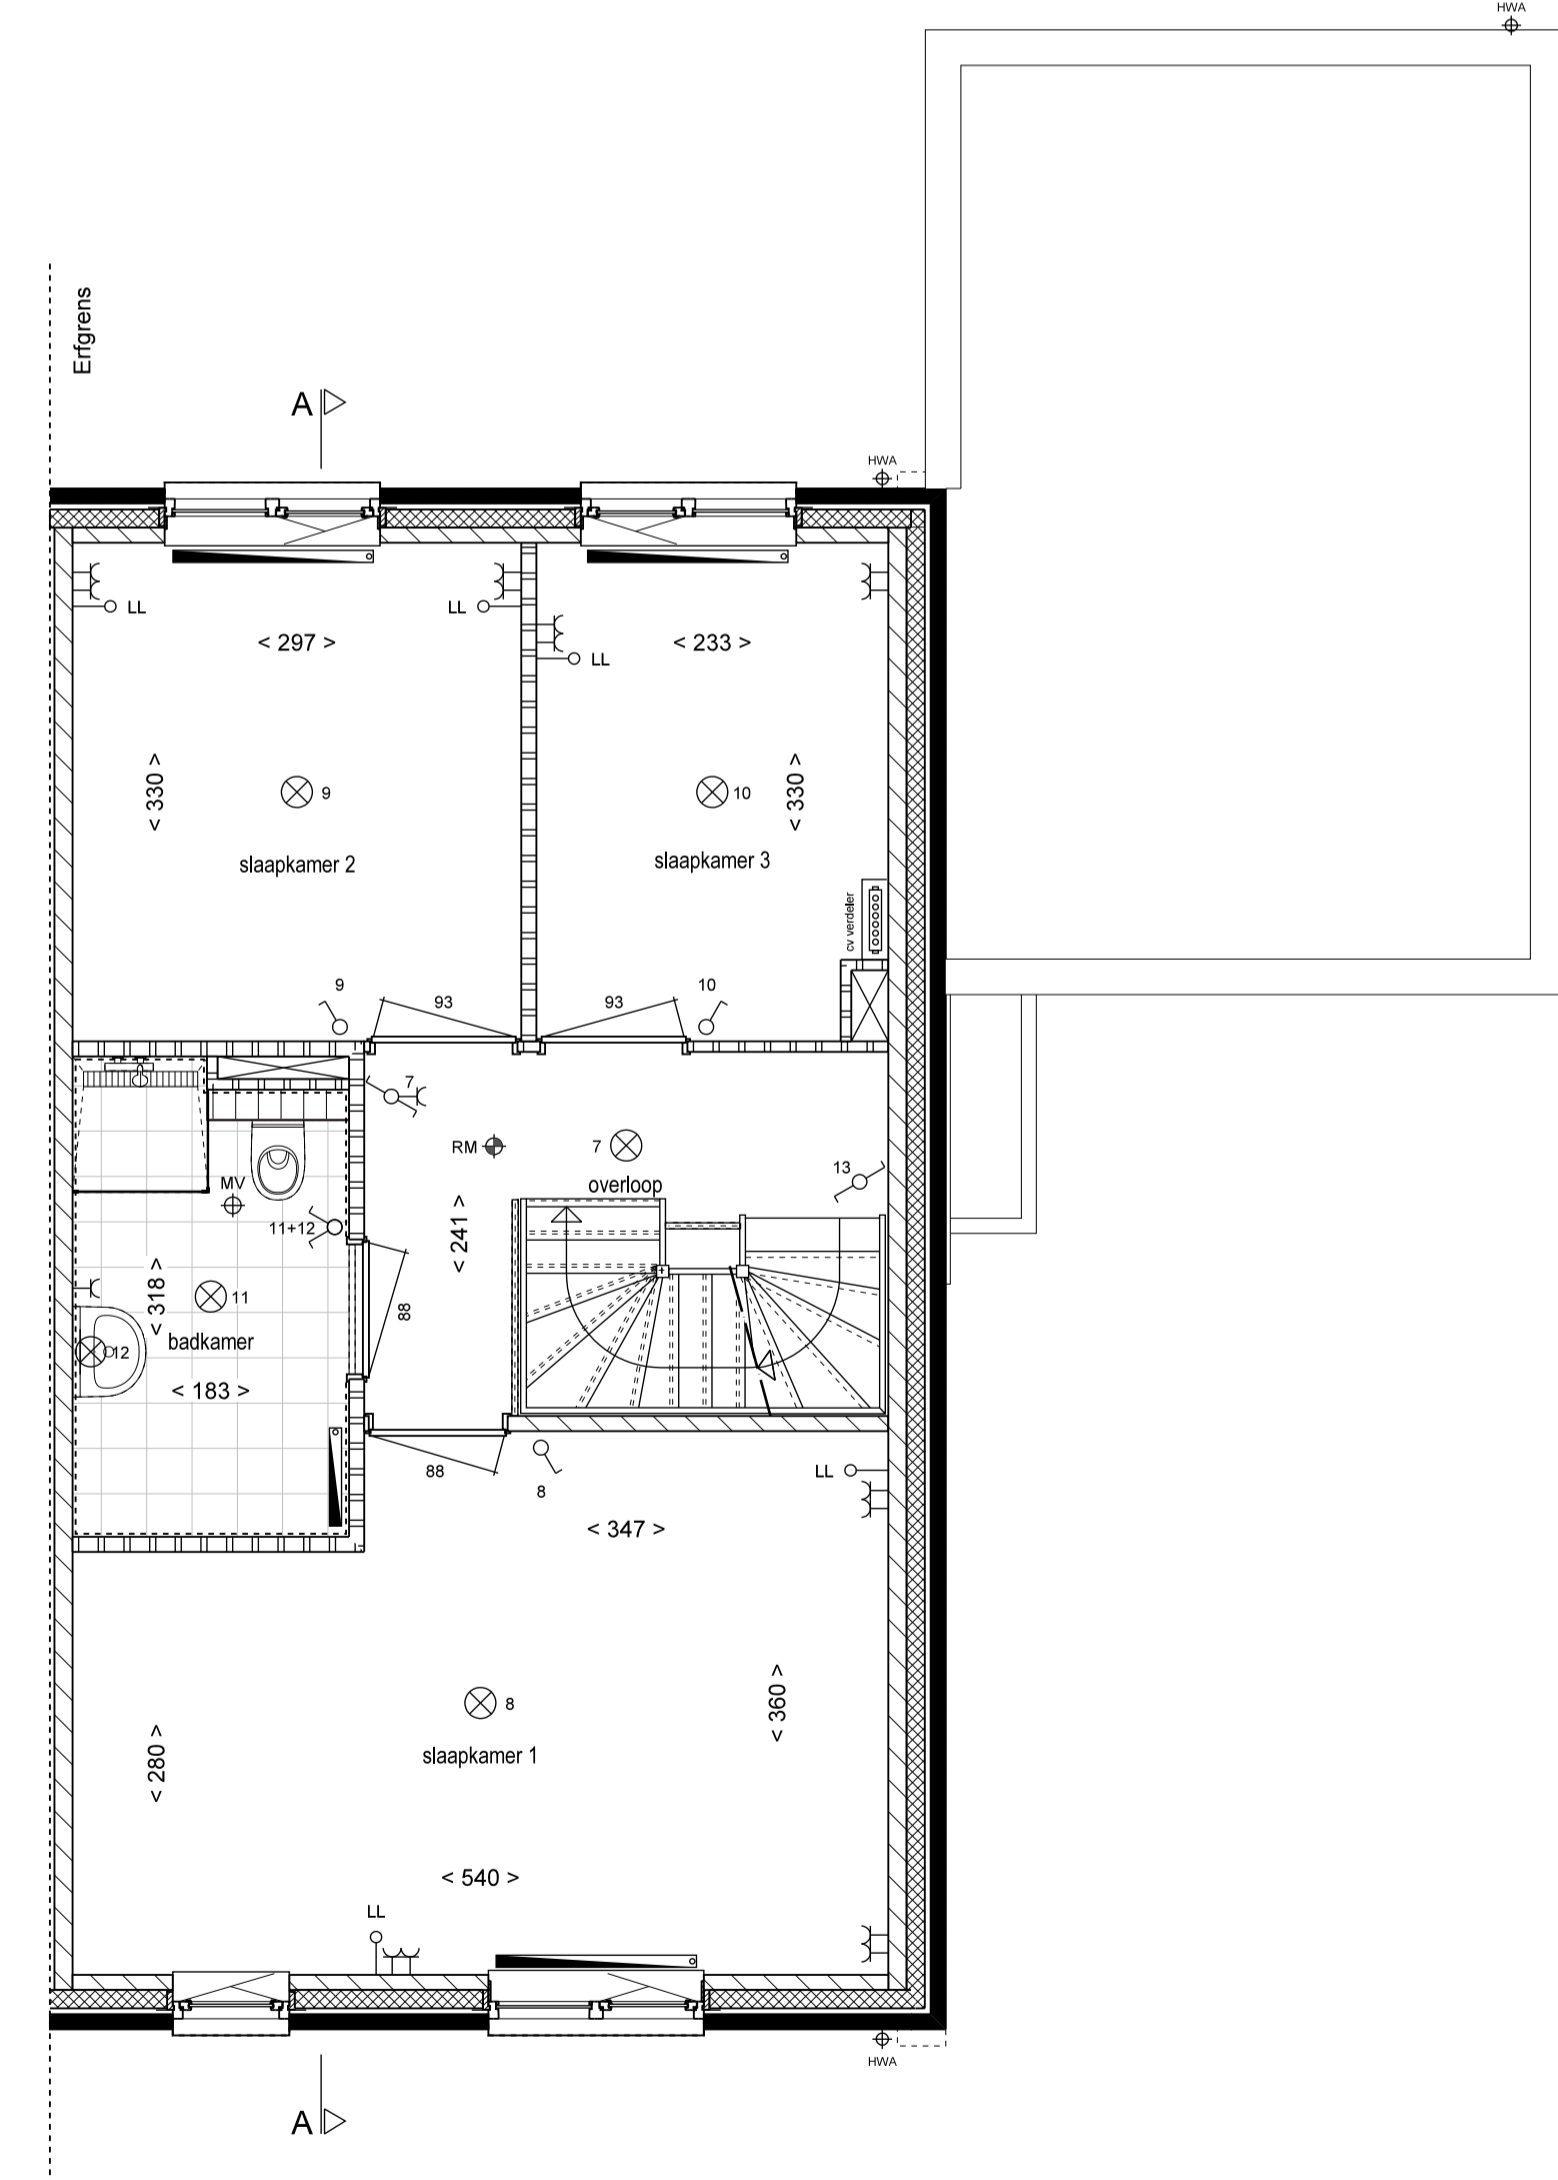 HWA
Erfgrens
A
HWA
LL
LL
< 297 >
< 233 >
LL
< 330 >
9
10
< 330 >
slaapkamer 2
slaapkamer 3
cv verdeler
9
93
93
10
7
RM
7
13
overloop
MV
11+12
< 241 >
< 318 >
11
88
badkamer
12
< 183 >
88
8
LL
< 347 >
8
< 360 >
slaapkamer 1
< 280 >
< 540 >
LL
HWA
A